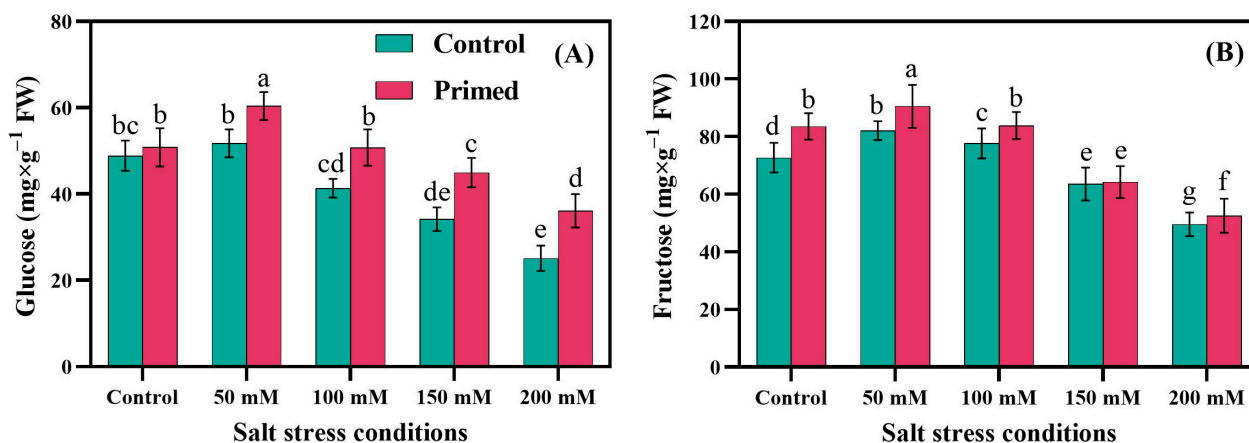 80
60
40
20
0
Glucose (mg×g⁻¹ FW)
Control
Primed
(A)
bc
b
b
a
cd
b
de
c
e
d
Control
50 mM
100 mM
150 mM
200 mM
Salt stress conditions
120
100
80
60
40
20
0
Fructose (mg×g⁻¹ FW)
(B)
d
b
b
a
c
b
e
e
g
f
Control
50 mM
100 mM
150 mM
200 mM
Salt stress conditions